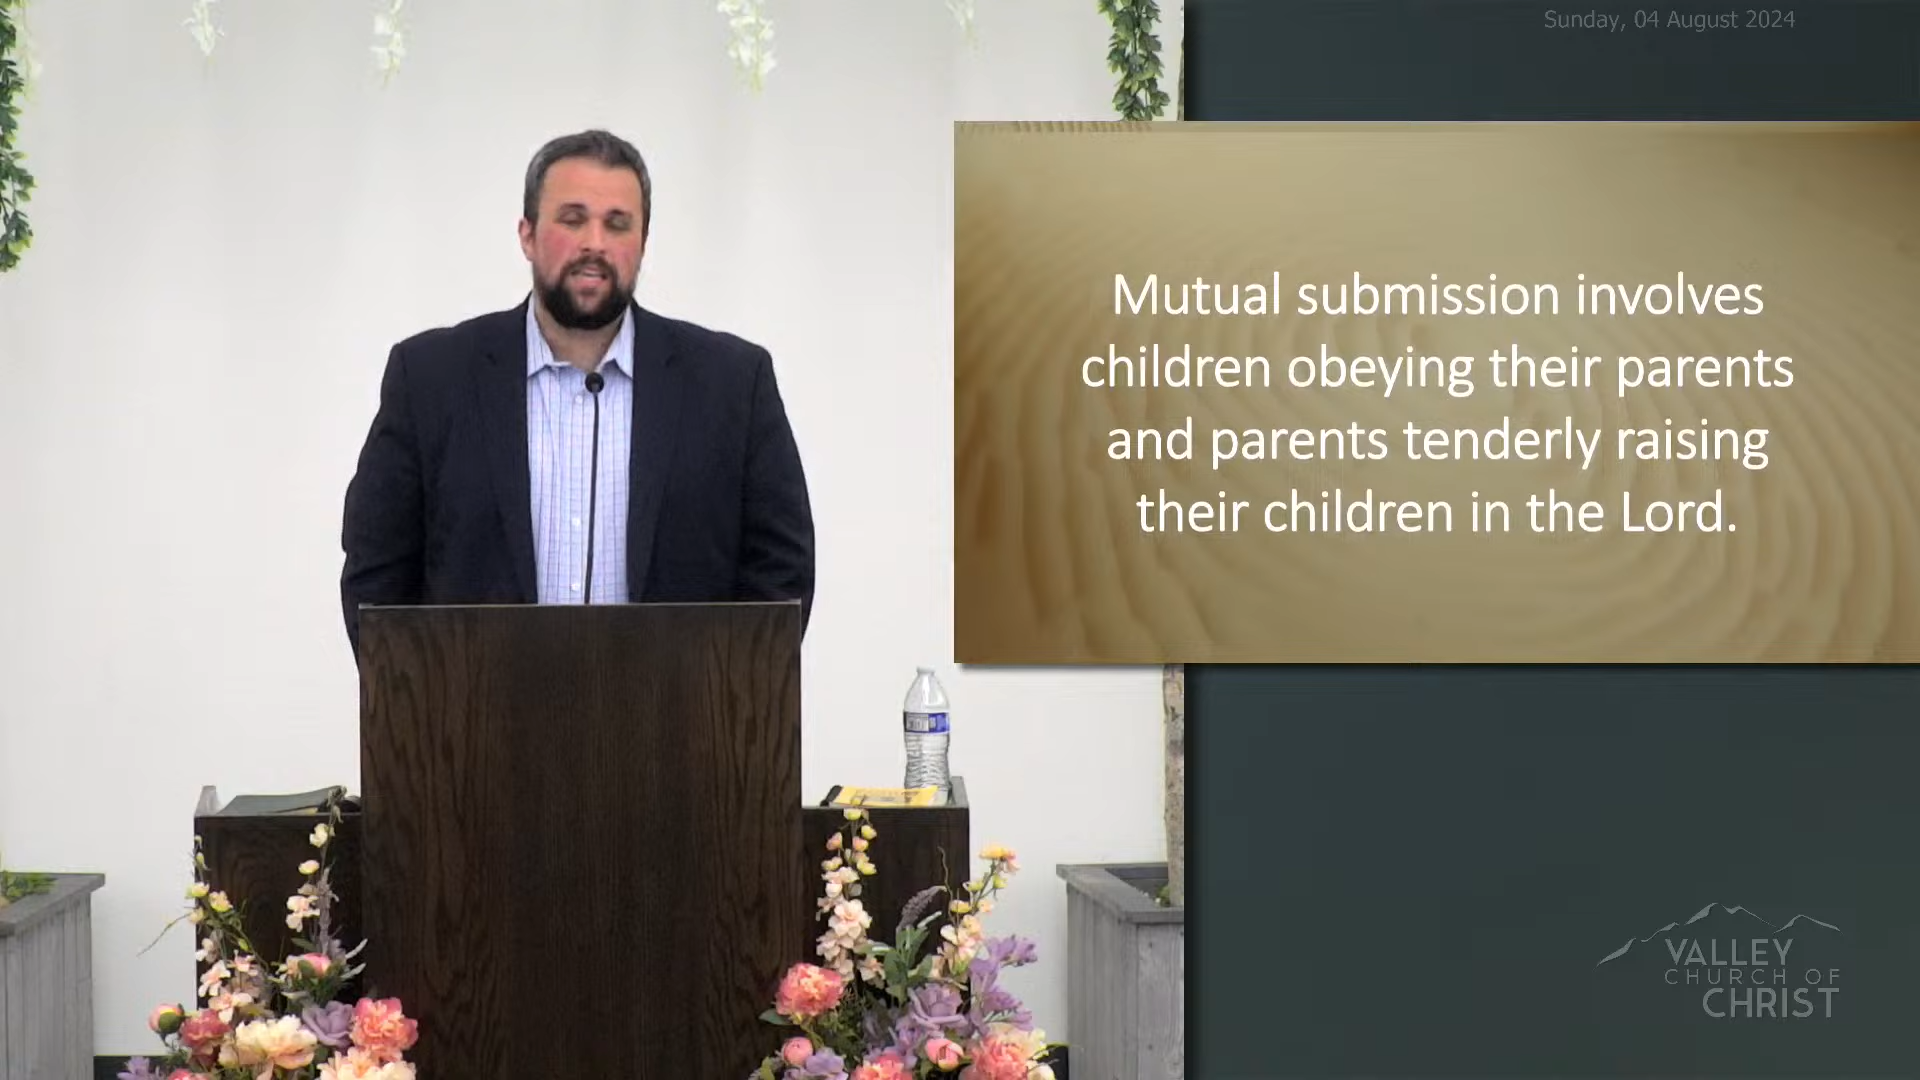 Sunday, 04 August 2024
Mutual submission involves
children obeying their parents
and parents tenderly raising
their children in the Lord.
VALLEY
CHURCH OF
CHRIST